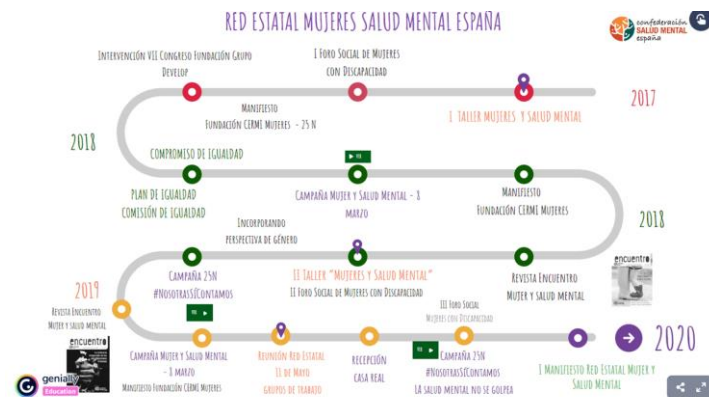 RED ESTATAL MUJERES SALUD MENTAL ESPAÑA
confederación
SALUD MENTAL
españa
INTERVENCIÓN VII CONGRESO FUNDACIÓN GRUPO
DEVELOP
I FORO SOCIAL DE MUJERES
CON DISCAPACIDAD
2017
MANIFIESTO
FUNDACIÓN CERMI MUJERES - 25 N
I TALLER MUJERES Y SALUD MENTAL
2018
COMPROMISO DE IGUALDAD
PLAN DE IGUALDAD
COMISIÓN DE IGUALDAD
CAMPAÑA MUJER Y SALUD MENTAL - 8
MARZO
MANIFIESTO
FUNDACIÓN CERMI MUJERES
2018
INCORPORANDO
PERSPECTIVA DE GÉNERO
encuentro
CAMPAÑA 25N
#NOSOTRASSÍCONTAMOS
II TALLER "MUJERES Y SALUD MENTAL"
II FORO SOCIAL DE MUJERES CON DISCAPACIDAD
REVISTA ENCUENTRO
MUJER Y SALUD MENTAL
2019
REVISTA ENCUENTRO
MUJER Y SALUD MENTAL
III FORO SOCIAL
MUJERES CON DISCAPACIDAD
2020
encuentro
CAMPAÑA MUJER Y SALUD MENTAL
- 8 MARZO
MANIFIESTO FUNDACIÓN CERMI MUJERES
REUNIÓN RED ESTATAL
11 DE MAYO
GRUPOS DE TRABAJO
RECEPCIÓN
CASA REAL
CAMPAÑA 25N
#NOSOTRASSÍCONTAMOS
LA SALUD MENTAL NO SE GOLPEA
I MANIFIESTO RED ESTATAL MUJER Y
SALUD MENTAL
genially
Education